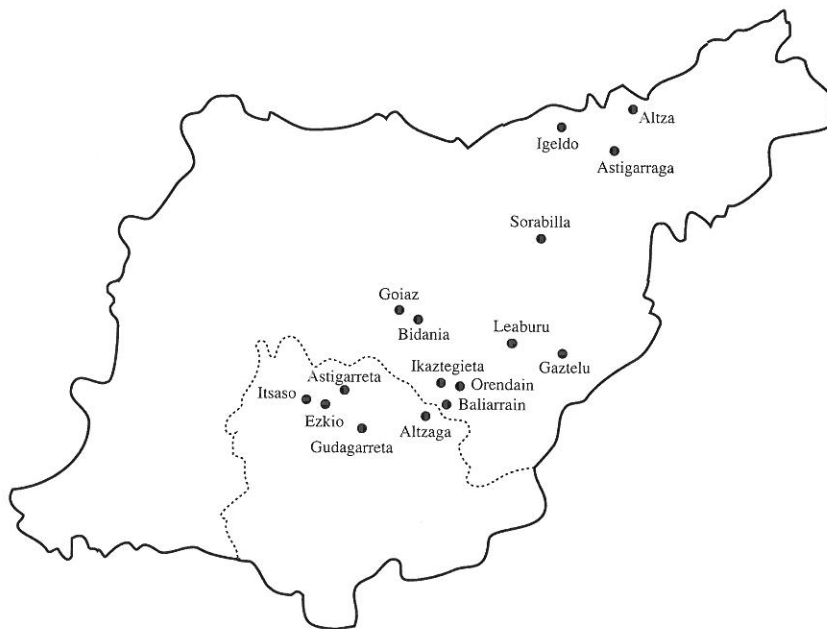 Altza
Igeldo
Astigarraga
Sorabilla
Goiaz
Bidania
Leaburu
Gaztelu
Ikaztegieta
Astigarreta
Orendain
Itsaso
Baliarrain
Ezkio
Altzaga
Gudagarreta